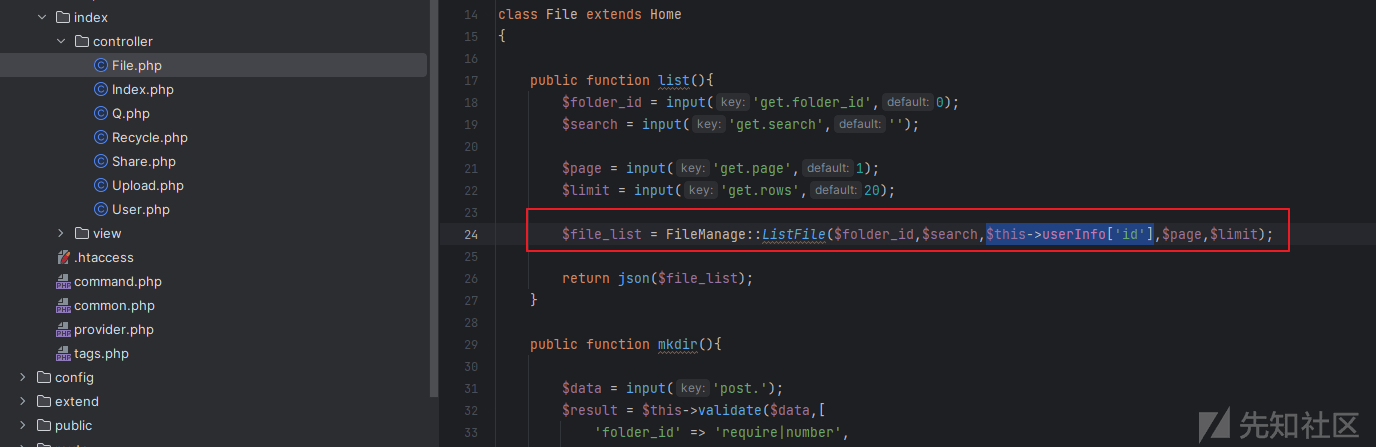 index
controller
File.php
Index.php
Q.php
Recycle.php
Share.php
Upload.php
User.php
view
.htaccess
command.php
common.php
provider.php
tags.php
config
extend
public
14 class File extends Home
15 {
16
17 public function list(){
18 $folder_id = input( key: 'get.folder_id', default: 0);
19 $search = input( key: 'get.search', default: '');
20
21 $page = input( key: 'get.page', default: 1);
22 $limit = input( key: 'get.rows', default: 20);
23
24 $file_list = FileManage::ListFile($folder_id,$search,$this->userInfo['id'],$page,$limit);
25
26 return json($file_list);
27 }
28
29 public function mkdir(){
30
31 $data = input( key: 'post.');
32 $result = $this->validate($data,[
33 'folder_id' => 'require|number',
先知社区